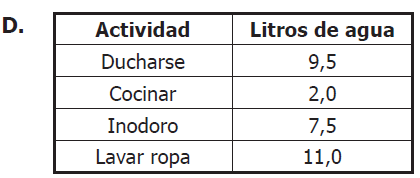 D.
Actividad Litros de agua
Ducharse 9,5
Cocinar 2,0
Inodoro 7,5
Lavar ropa 11,0